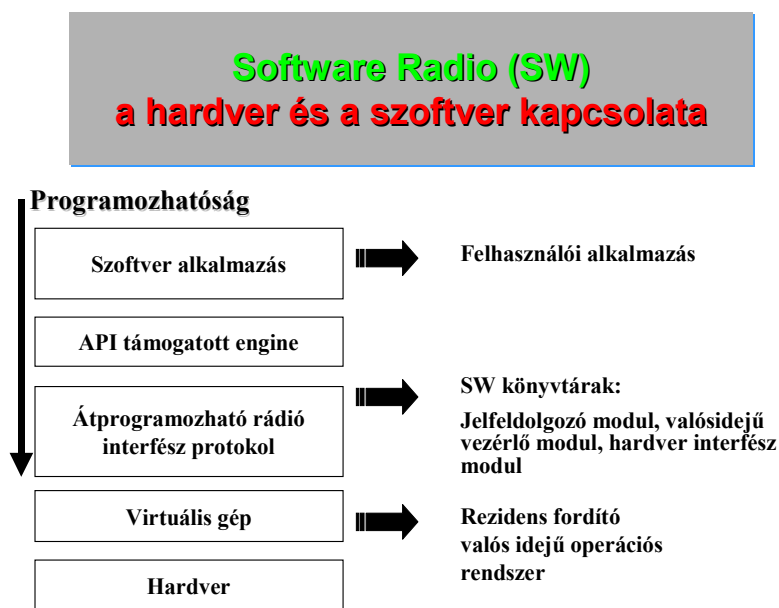 Software Radio (SW)
a hardver és a szoftver kapcsolata
Programozhatóság
Szoftver alkalmazás
Felhasználói alkalmazás
API támogatott engine
Átprogramozható rádió
interfész protokol
SW könyvtárak:
Jelfeldolgozó modul, valósidejű
vezérlő modul, hardver interfész
modul
Virtuális gép
Rezidens fordító
valós idejű operációs
rendszer
Hardver